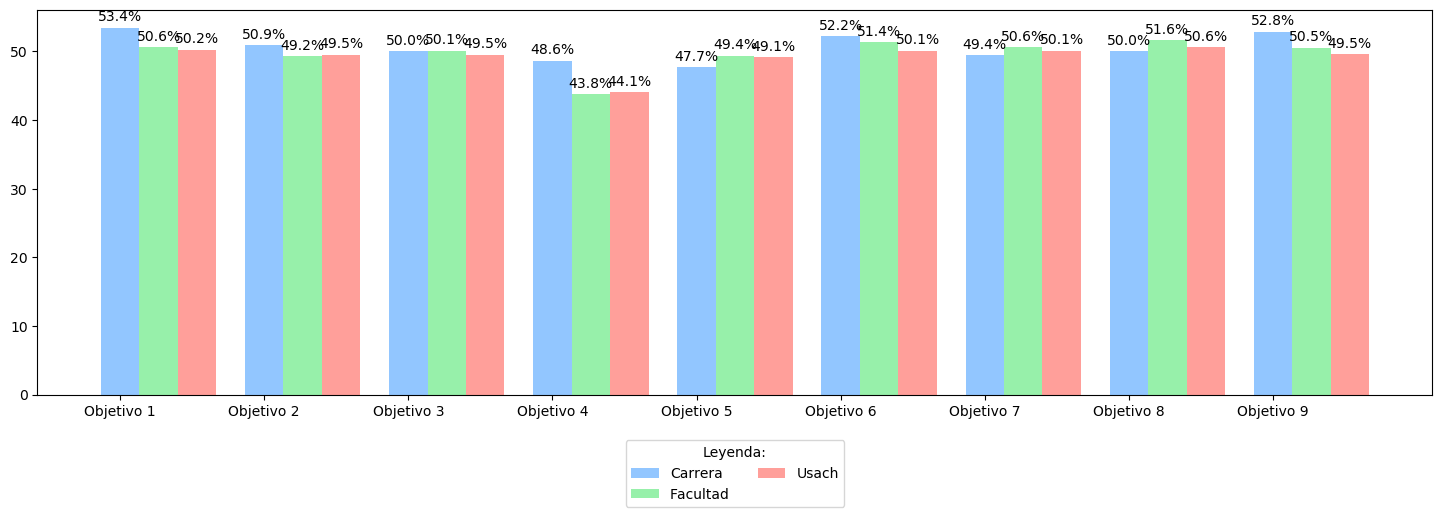 53.4% 50.6% 50.2% 50.9% 49.2% 49.5% 50.0% 50.1% 49.5% 48.6% 43.8% 44.1% 47.7% 49.4% 49.1% 52.2% 51.4% 50.1% 49.4% 50.6% 50.1% 50.0% 51.6% 50.6% 52.8% 50.5% 49.5%
50
40
30
20
10
0
Objetivo 1 Objetivo 2 Objetivo 3 Objetivo 4 Objetivo 5 Objetivo 6 Objetivo 7 Objetivo 8 Objetivo 9
Leyenda:
Carrera Usach
Facultad